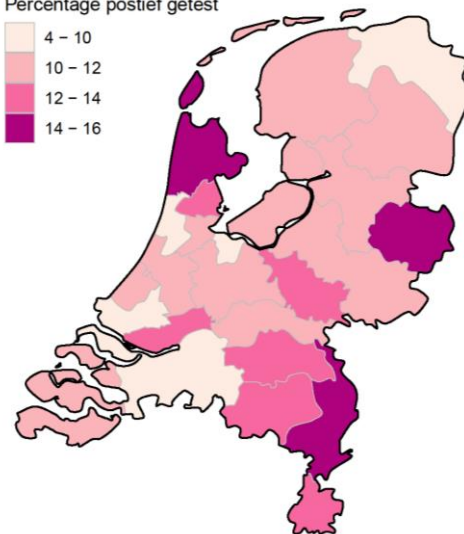 Percentage postief getest
4 – 10
10 – 12
12 – 14
14 – 16